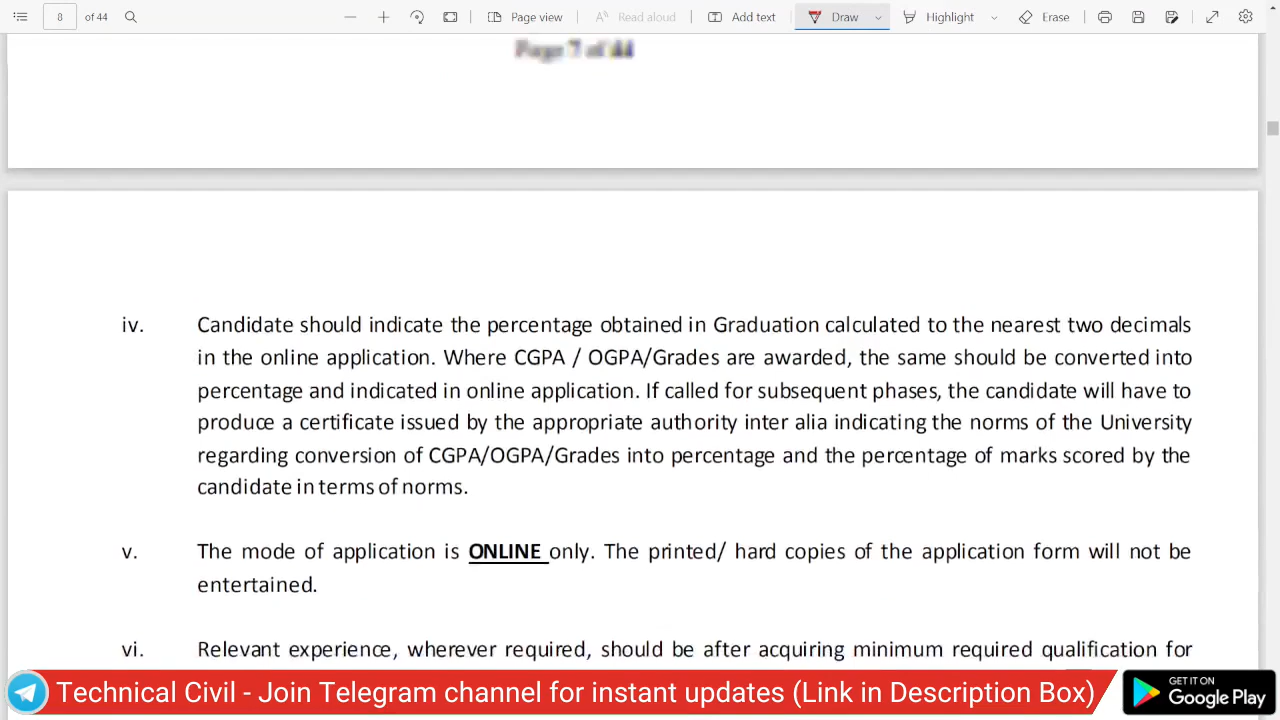 8 of 44 Page view Read aloud Add text Draw Highlight Erase
Page 7 of 44
iv. Candidate should indicate the percentage obtained in Graduation calculated to the nearest two decimals
in the online application. Where CGPA / OGPA/Grades are awarded, the same should be converted into
percentage and indicated in online application. If called for subsequent phases, the candidate will have to
produce a certificate issued by the appropriate authority inter alia indicating the norms of the University
regarding conversion of CGPA/OGPA/Grades into percentage and the percentage of marks scored by the
candidate in terms of norms.
v. The mode of application is ONLINE only. The printed/ hard copies of the application form will not be
entertained.
vi. Relevant experience, wherever required, should be after acquiring minimum required qualification for
Technical Civil - Join Telegram channel for instant updates (Link in Description Box)
GET IT ON
Google Play